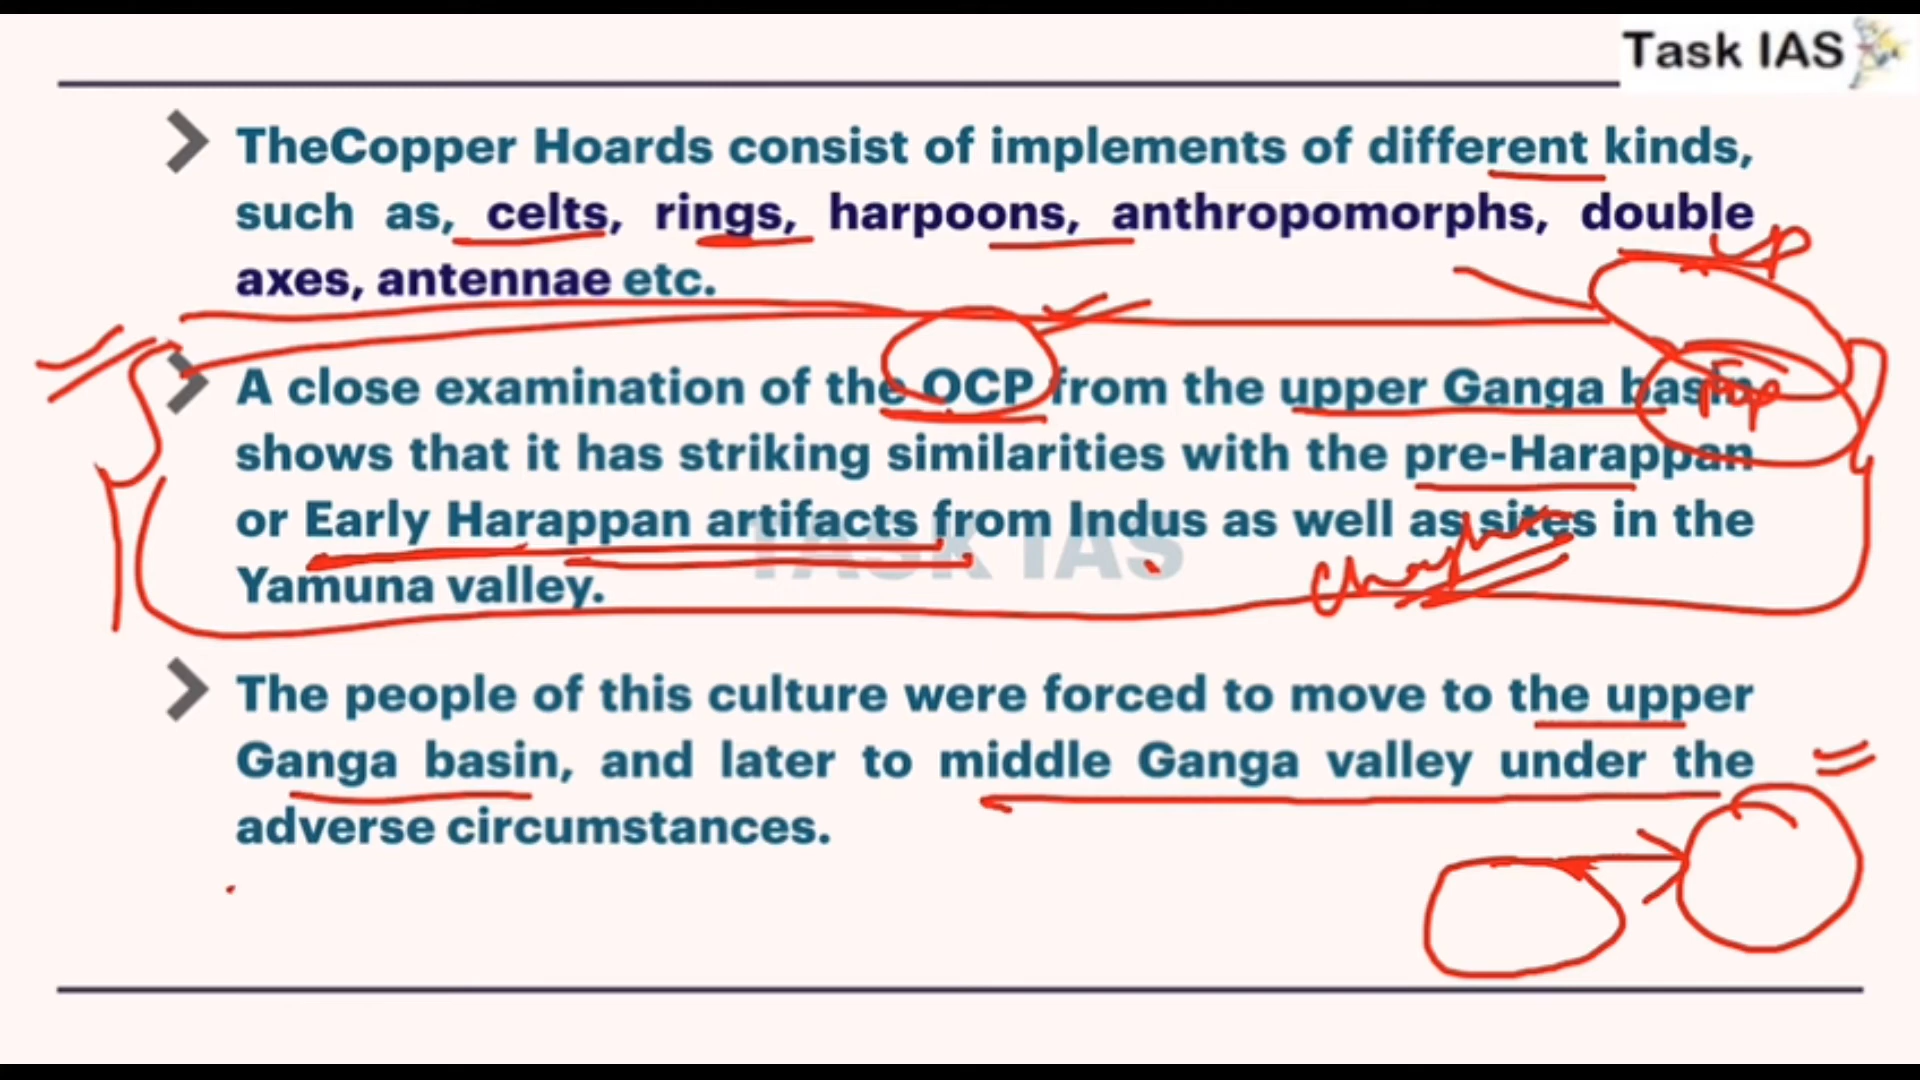 Task IAS
TheCopper Hoards consist of implements of different kinds,
such as, celts, rings, harpoons, anthropomorphs, double
axes, antennae etc.
A close examination of the OCP from the upper Ganga basin
shows that it has striking similarities with the pre-Harappan
or Early Harappan artifacts from Indus as well as sites in the
Yamuna valley.
TASK IAS
The people of this culture were forced to move to the upper
Ganga basin, and later to middle Ganga valley under the
adverse circumstances.